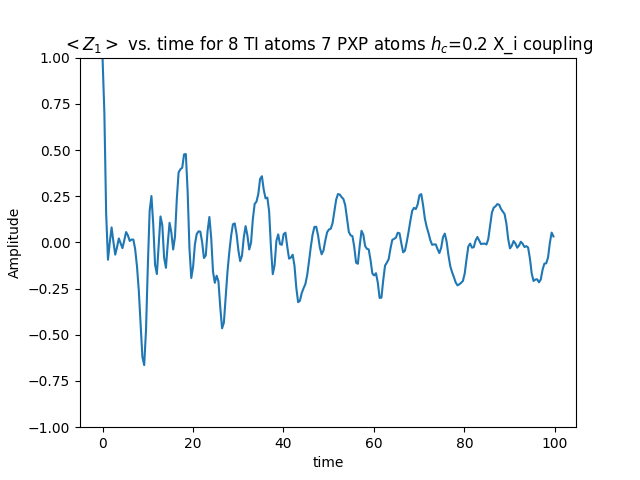 < Z_1 > vs. time for 8 TI atoms 7 PXP atoms h_c=0.2 X_i coupling
1.00
0.75
0.50
0.25
0.00
−0.25
−0.50
−0.75
−1.00
Amplitude
0 20 40 60 80 100
time